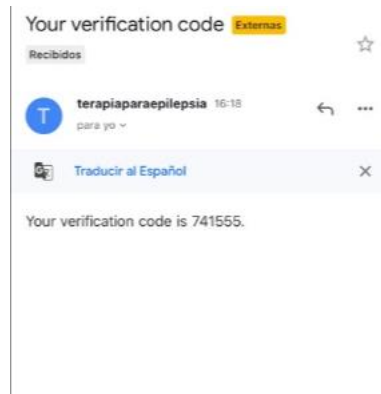 Your verification code Externas
Recibidos
T
terapiaparaepilepsia 16:18
para yo
Traducir al Español
Your verification code is 741555.